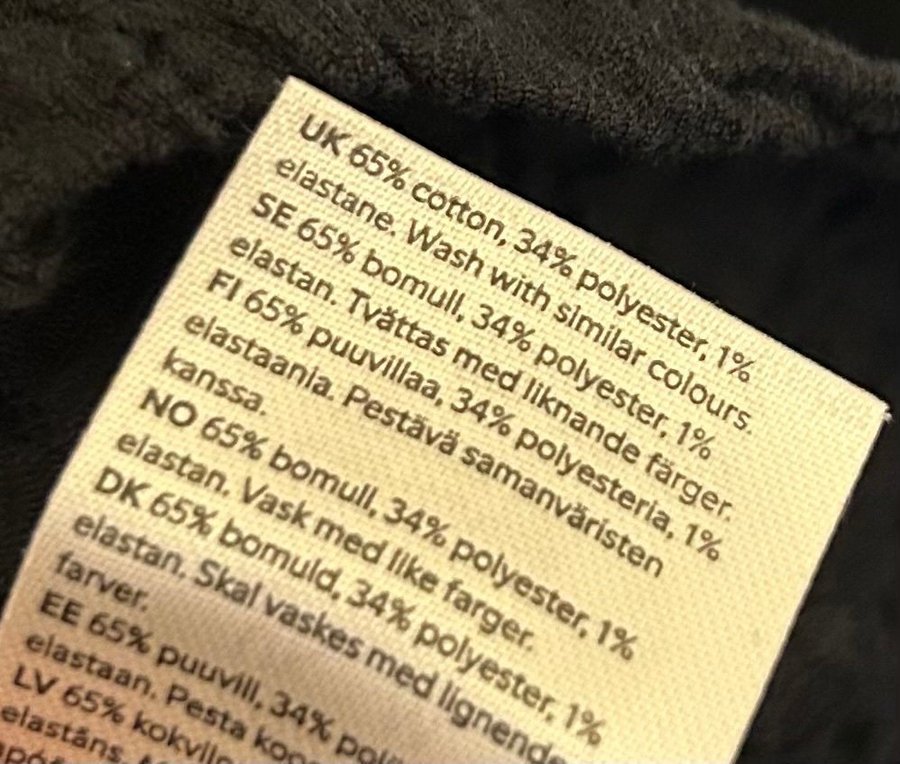 UK 65% cotton, 34% polyester, 1%
elastane. Wash with similar colours.
SE 65% bomull, 34% polyester, 1%
elastan. Tvättas med liknande färger.
FI 65% puuvillaa, 34% polyesteria, 1%
elastaania. Pestävä samanväristen
kanssa.
NO 65% bomull, 34% polyester, 1%
elastan. Vask med like farger.
DK 65% bomuld, 34% polyester, 1%
elastan. Skal vaskes med lignende
farver.
EE 65% puuvill, 34%
elastaan. Pesta
LV 65%
elastāns.